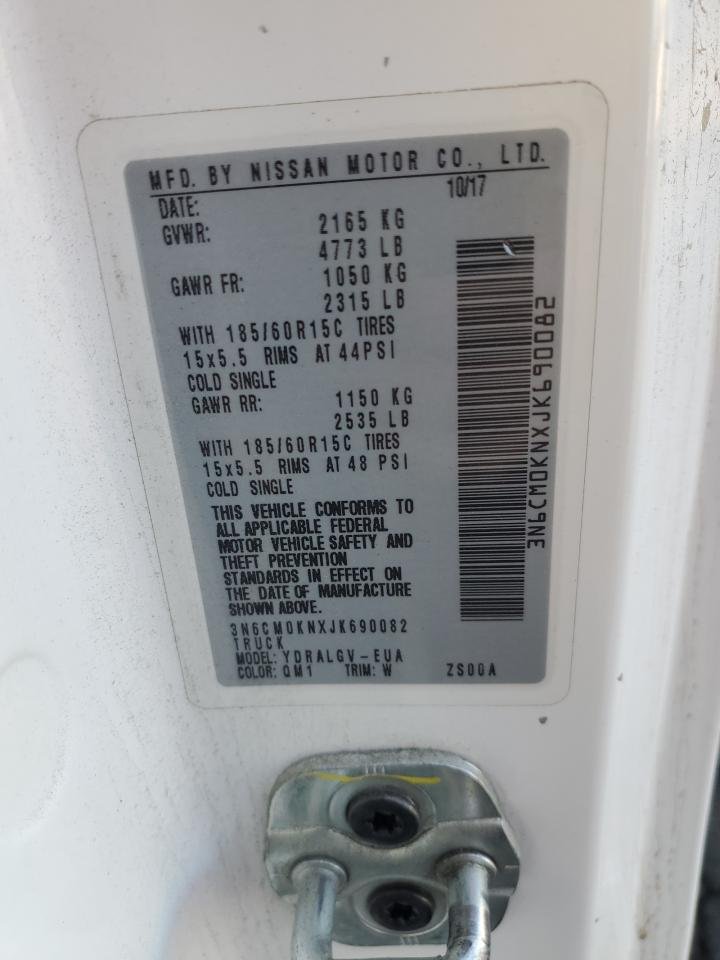 MFD. BY NISSAN MOTOR CO., LTD.
DATE: 10/17
GVWR: 2165 KG
4773 LB
GAWR FR: 1050 KG
2315 LB
WITH 185/60R15C TIRES
15x5.5 RIMS AT 44PSI
COLD SINGLE
GAWR RR: 1150 KG
2535 LB
WITH 185/60R15C TIRES
15x5.5 RIMS AT 48 PSI
COLD SINGLE
THIS VEHICLE CONFORMS TO
ALL APPLICABLE FEDERAL
MOTOR VEHICLE SAFETY AND
THEFT PREVENTION
STANDARDS IN EFFECT ON
THE DATE OF MANUFACTURE
SHOWN ABOVE.
3N6CM0KNXJK690082
TRUCK
MODEL: YDRALGV-EUA
COLOR: QM1 TRIM: W ZS00A
3N6CM0KNXJK690082